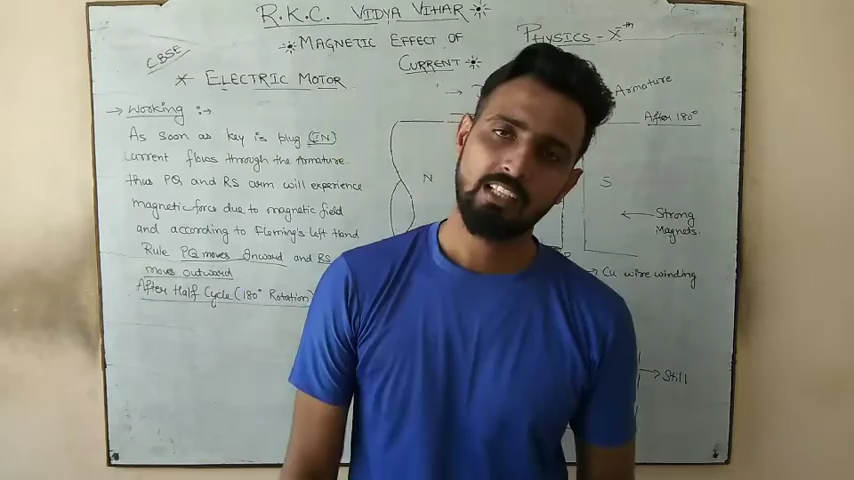 R.K.C. VIDYA VIHAR
MAGNETIC EFFECT OF
CURRENT
PHYSICS - Xth
CBSE
ELECTRIC MOTOR
Working :→
As soon as key is plug (IN)
current flows through the Armature.
thus PQ and RS arm will experience
magnetic force due to magnetic field
and according to Fleming's left Hand
Rule PQ moves Inward and RS
moves outward
After Half Cycle (180° Rotation)
Armature
After 180°
N
S
Strong
Magnets.
Cu wire winding
Still